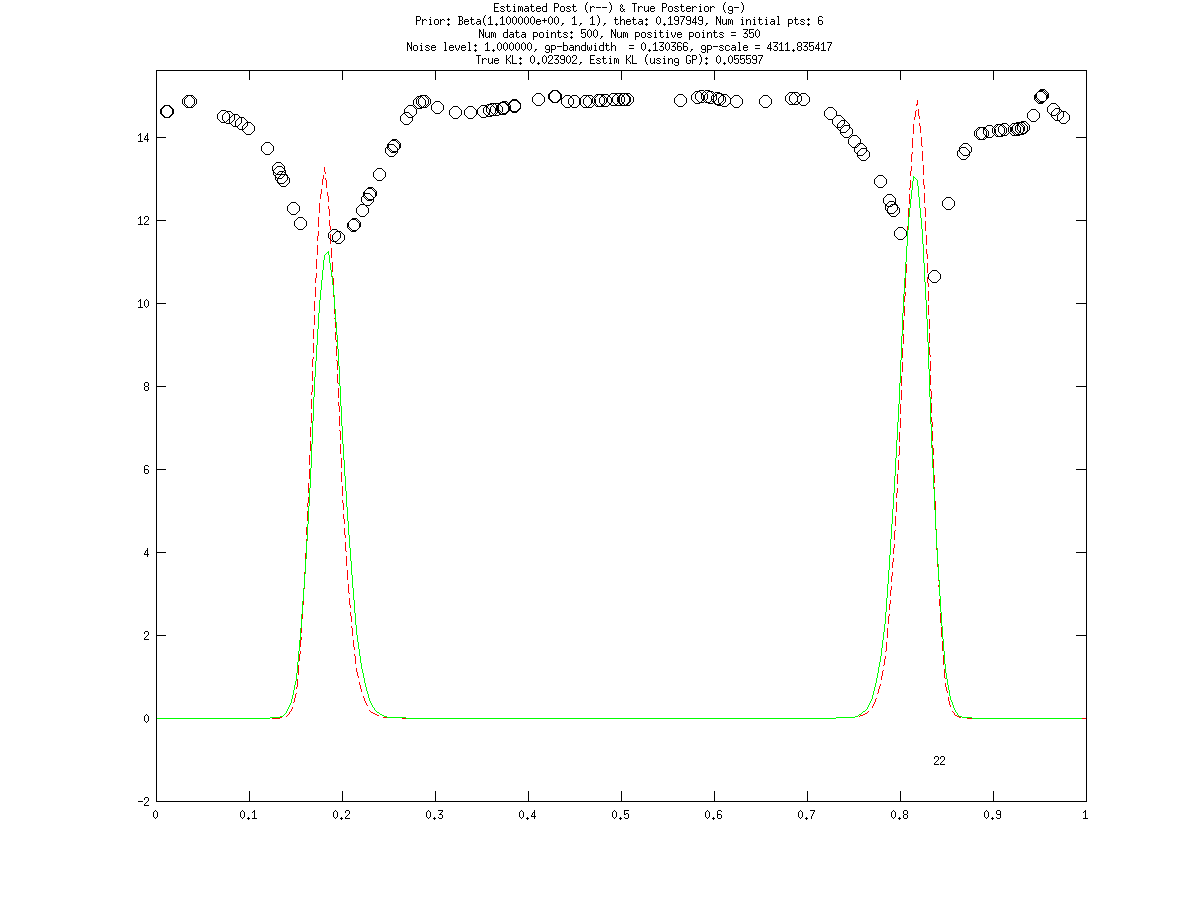 Estimated Post (r--) & True Posterior (g-)
Prior: Beta(1.100000e+00, 1, 1), theta: 0.197949, Num initial pts: 6
Num data points: 500, Num positive points = 350
Noise level: 1.000000, gp-bandwidth  = 0.130366, gp-scale = 4311.835417
True KL: 0.023902, Estim KL (using GP): 0.055597
14
12
10
8
6
4
2
0
22
-2
0 0.1 0.2 0.3 0.4 0.5 0.6 0.7 0.8 0.9 1